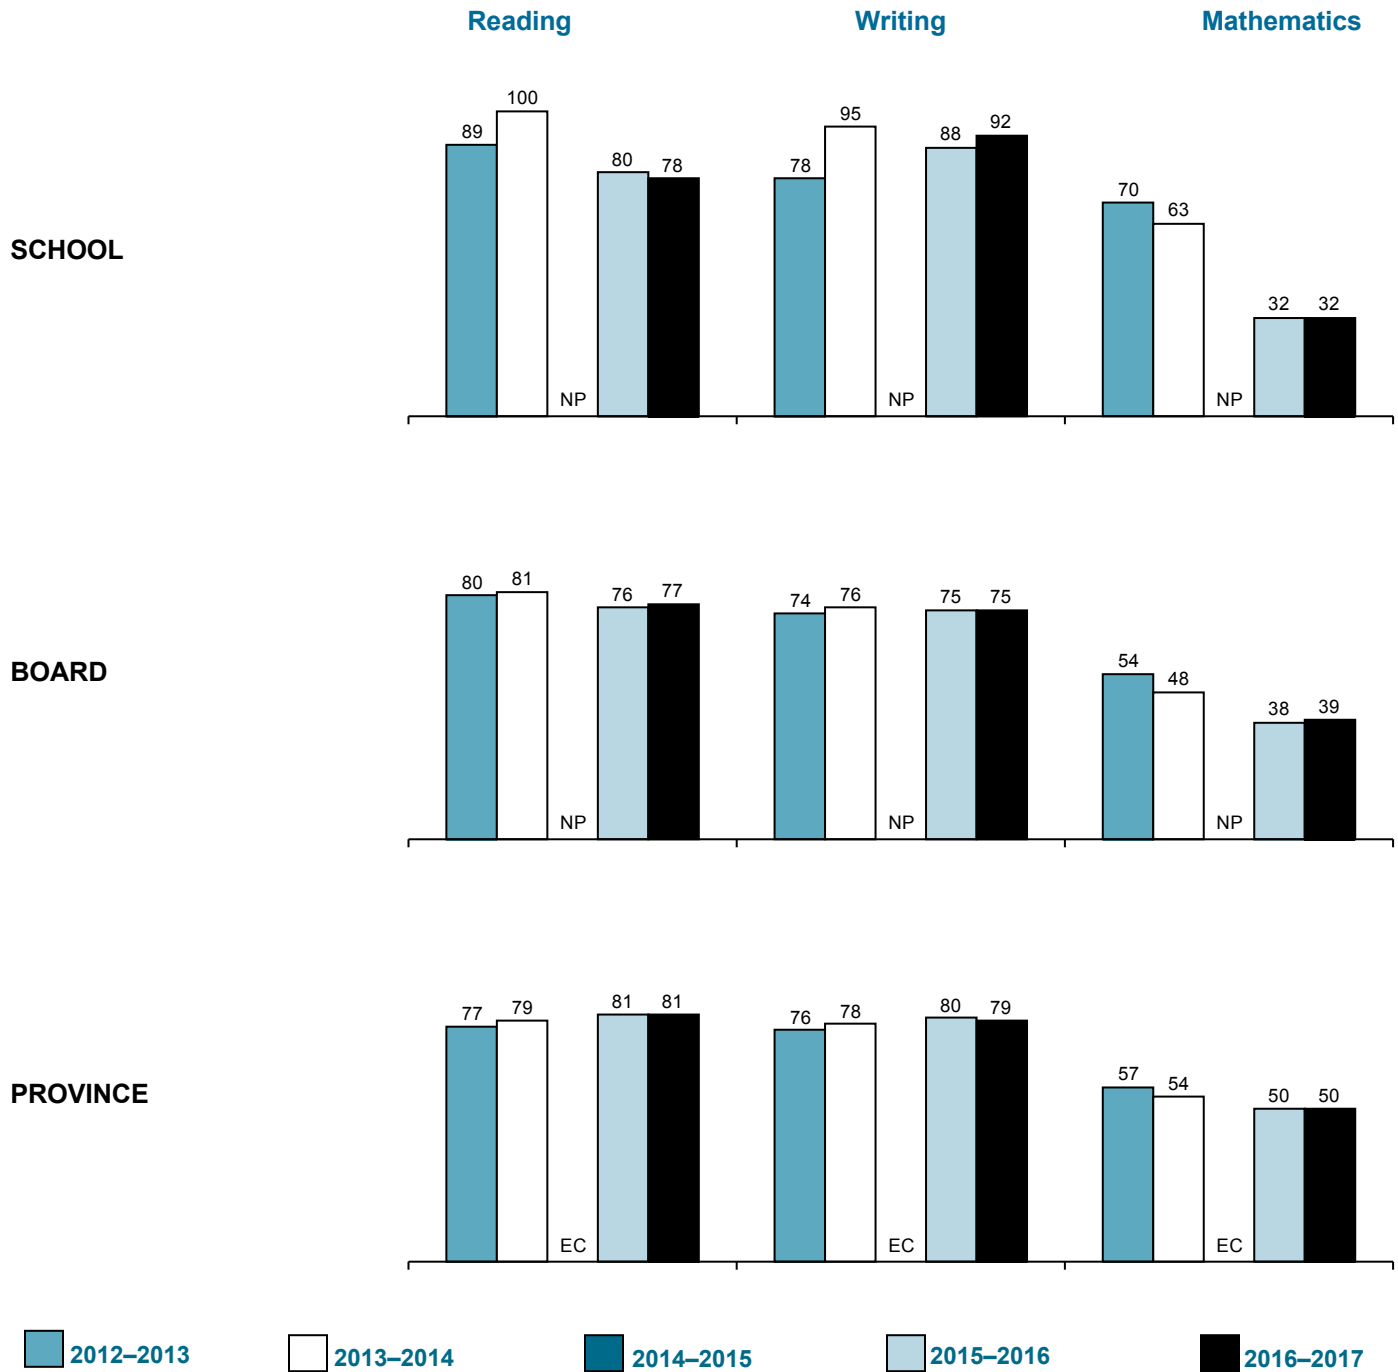 Reading Writing Mathematics
SCHOOL
89 100 NP 80 78 78 95 NP 88 92 70 63 NP 32 32
BOARD
80 81 NP 76 77 74 76 NP 75 75 54 48 NP 38 39
PROVINCE
77 79 EC 81 81 76 78 EC 80 79 57 54 EC 50 50
2012–2013 2013–2014 2014–2015 2015–2016 2016–2017